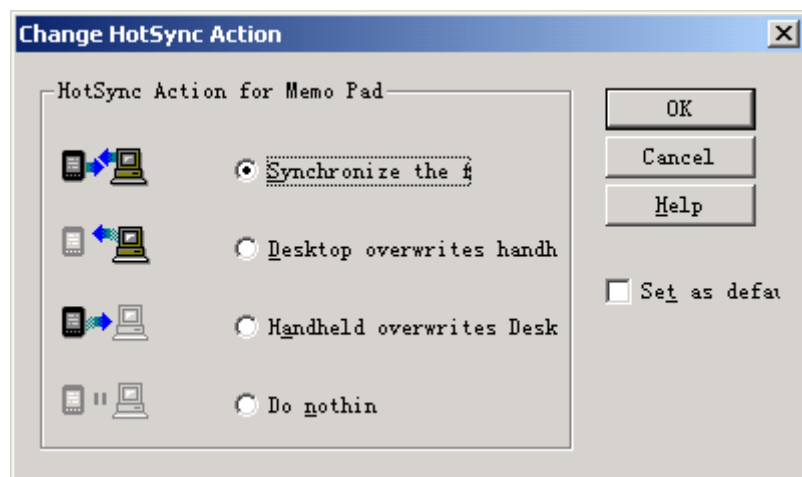 Change HotSync Action
HotSync Action for Memo Pad
Synchronize the f
Desktop overwrites handh
Handheld overwrites Desk
Do nothin
OK
Cancel
Help
Set as defau